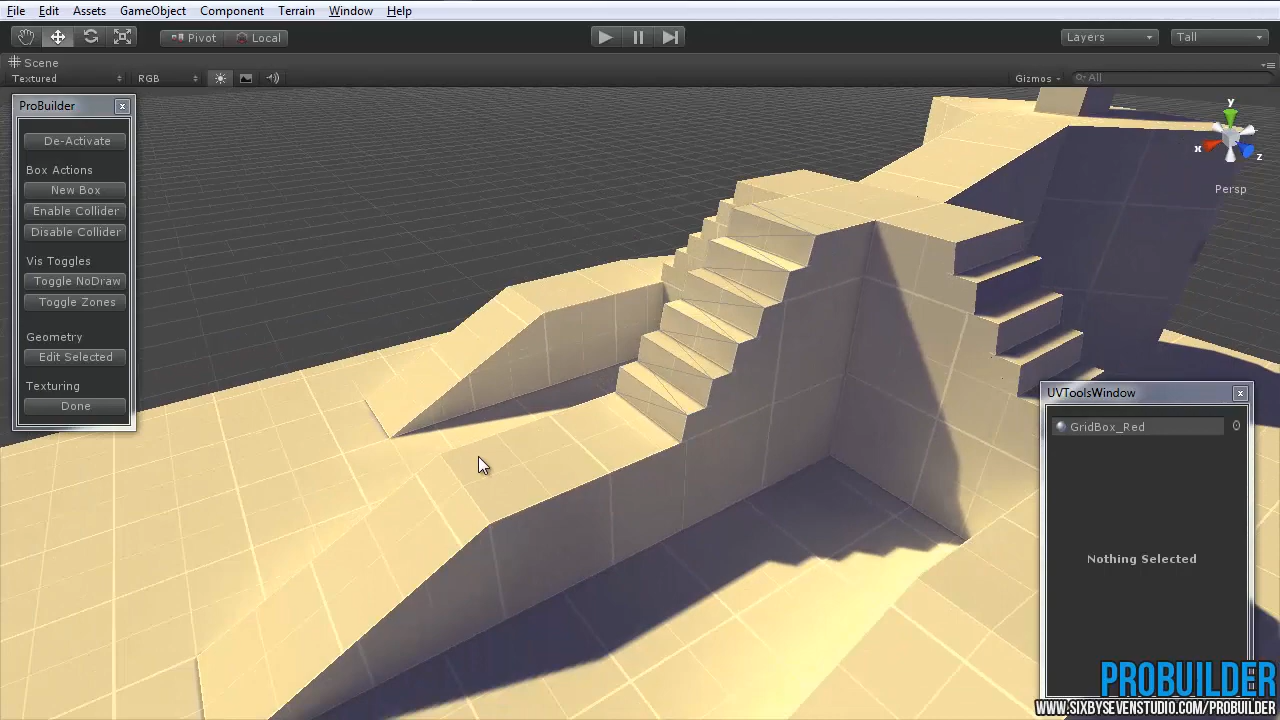 File Edit Assets GameObject Component Terrain Window Help
Pivot Local Layers Tall
Scene
Textured RGB Gizmos All
ProBuilder
De-Activate
Box Actions
New Box
Enable Collider
Disable Collider
Vis Toggles
Toggle NoDraw
Toggle Zones
Geometry
Edit Selected
Texturing
Done
y
x
z
Persp
UVToolsWindow
GridBox_Red
Nothing Selected
PROBUILDER
WWW.SIXBYSEVENSTUDIO.COM/PROBUILDER